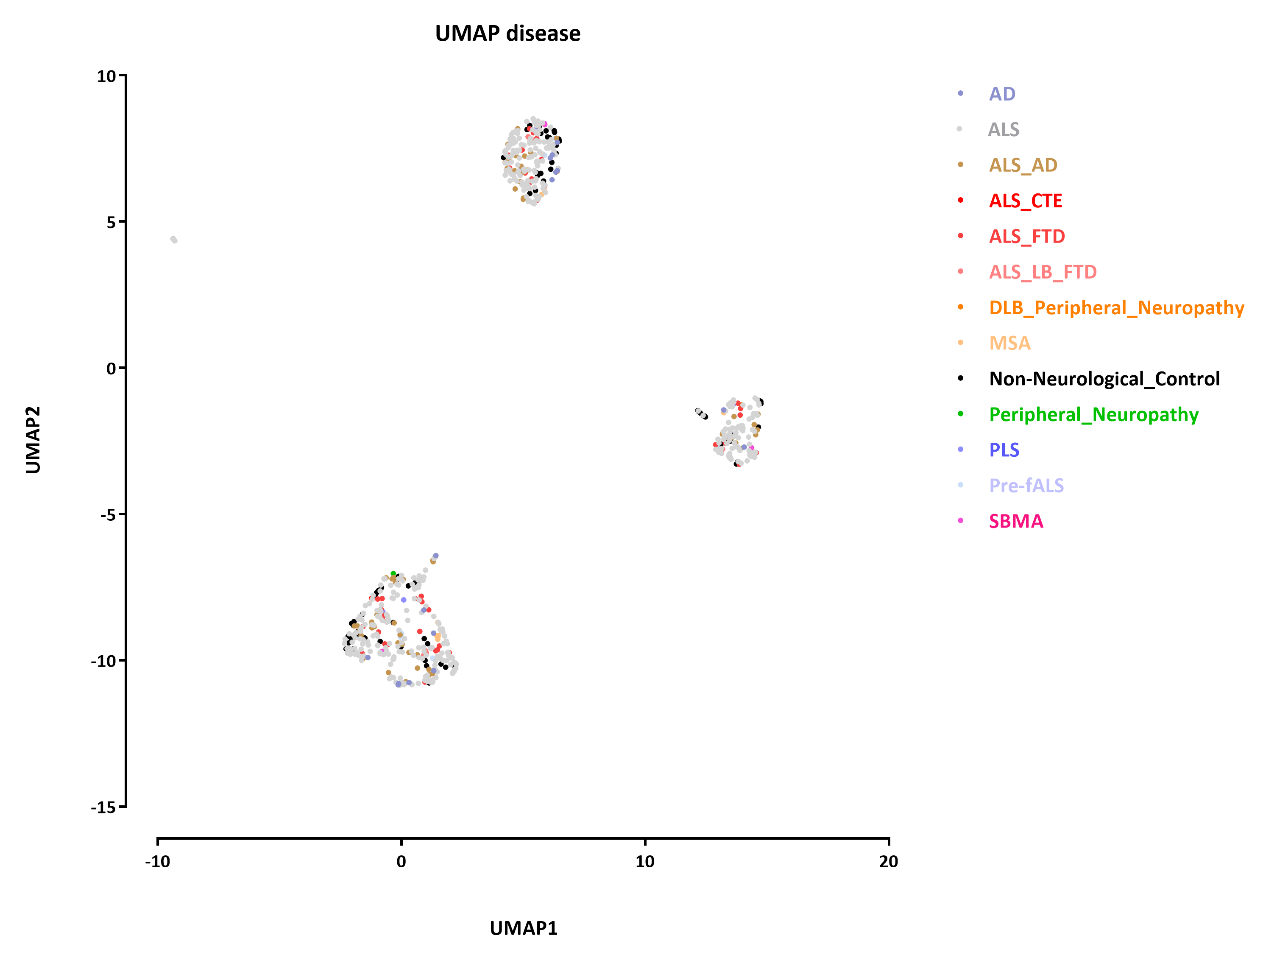 UMAP disease
10
5
0
-5
-10
-15
UMAP2
-10
0
10
20
UMAP1
AD
ALS
ALS_AD
ALS_CTE
ALS_FTD
ALS_LB_FTD
DLB_Peripheral_Neuropathy
MSA
Non-Neurological_Control
Peripheral_Neuropathy
PLS
Pre-fALS
SBMA